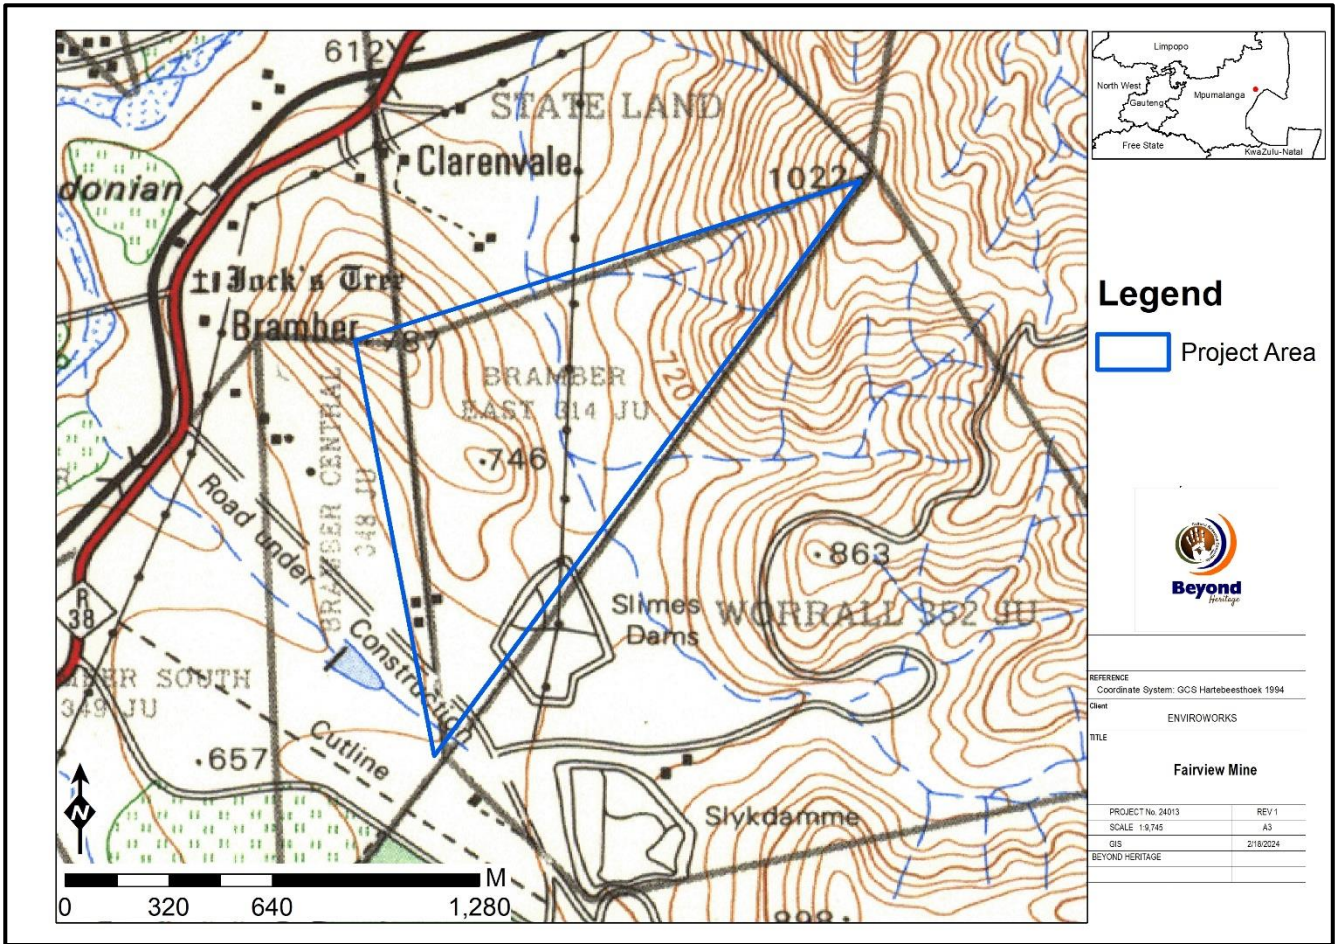 612
STATE LAND
Clarenvale
donian
1022
Jock's Tree
Bramber
787
BRAMBER
EAST 314 JU
720
BRAMBER CENTRAL
348 JU
746
Road under Construction
863
Slimes
Dams
WORRALL 352 JU
R
38
SOUTH
349 JU
657
Cutline
Slykdamme
898
N
M
0 320 640 1,280
Limpopo
North West
Gauteng
Mpumalanga
Free State
KwaZulu-Natal
Legend
Project Area
Beyond
Heritage
REFERENCE
Coordinate System: GCS Hartebeesthoek 1994
Client
ENVIROWORKS
TITLE
Fairview Mine
PROJECT No. 24013 REV 1
SCALE 1:9,745 A3
GIS 2/18/2024
BEYOND HERITAGE